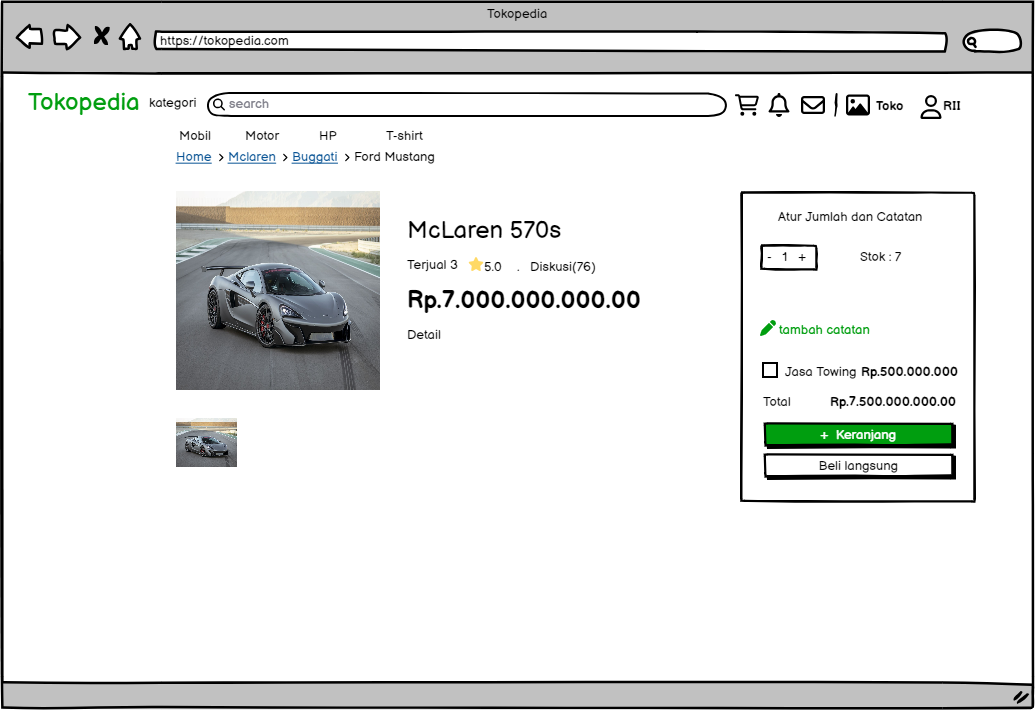 Tokopedia
https://tokopedia.com
Tokopedia kategori search Toko RII
Mobil Motor HP T-shirt
Home > Mclaren > Buggati > Ford Mustang
McLaren 570s
Terjual 3 5.0 . Diskusi(76)
Rp.7.000.000.000.00
Detail
Atur Jumlah dan Catatan
- 1 + Stok : 7
tambah catatan
Jasa Towing Rp.500.000.000
Total Rp.7.500.000.000.00
+ Keranjang
Beli langsung